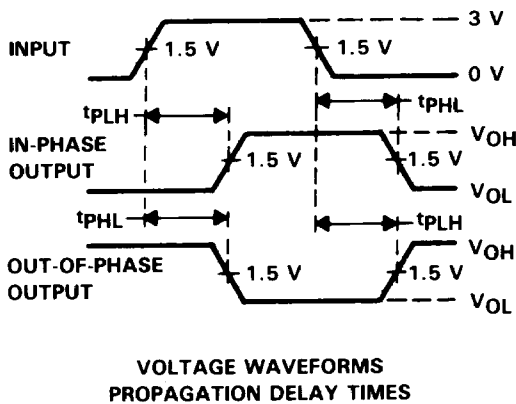 3 V
INPUT
1.5 V
1.5 V
0 V
tPLH
tPHL
IN-PHASE
OUTPUT
1.5 V
1.5 V
VOH
VOL
tPHL
tPLH
OUT-OF-PHASE
OUTPUT
1.5 V
1.5 V
VOH
VOL
VOLTAGE WAVEFORMS
PROPAGATION DELAY TIMES